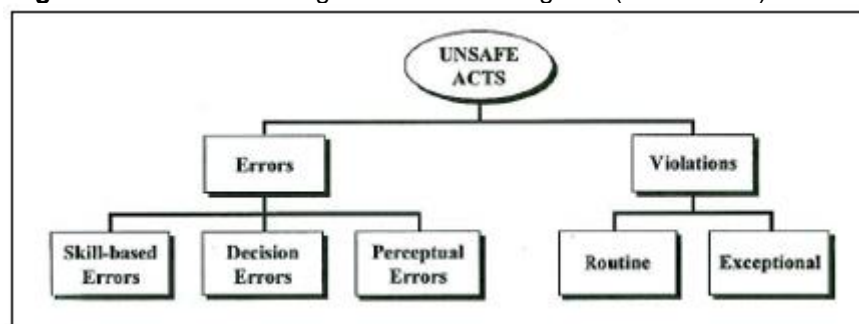 UNSAFE
ACTS
Errors
Violations
Skill-based
Errors
Decision
Errors
Perceptual
Errors
Routine
Exceptional